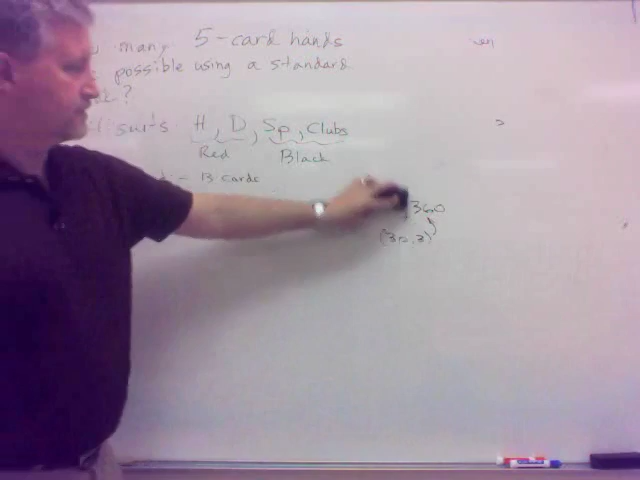 many 5-card hands
possible using a standard
?
suits H, D, Sp, Clubs
Red Black
= 13 cards
360
(30.3)